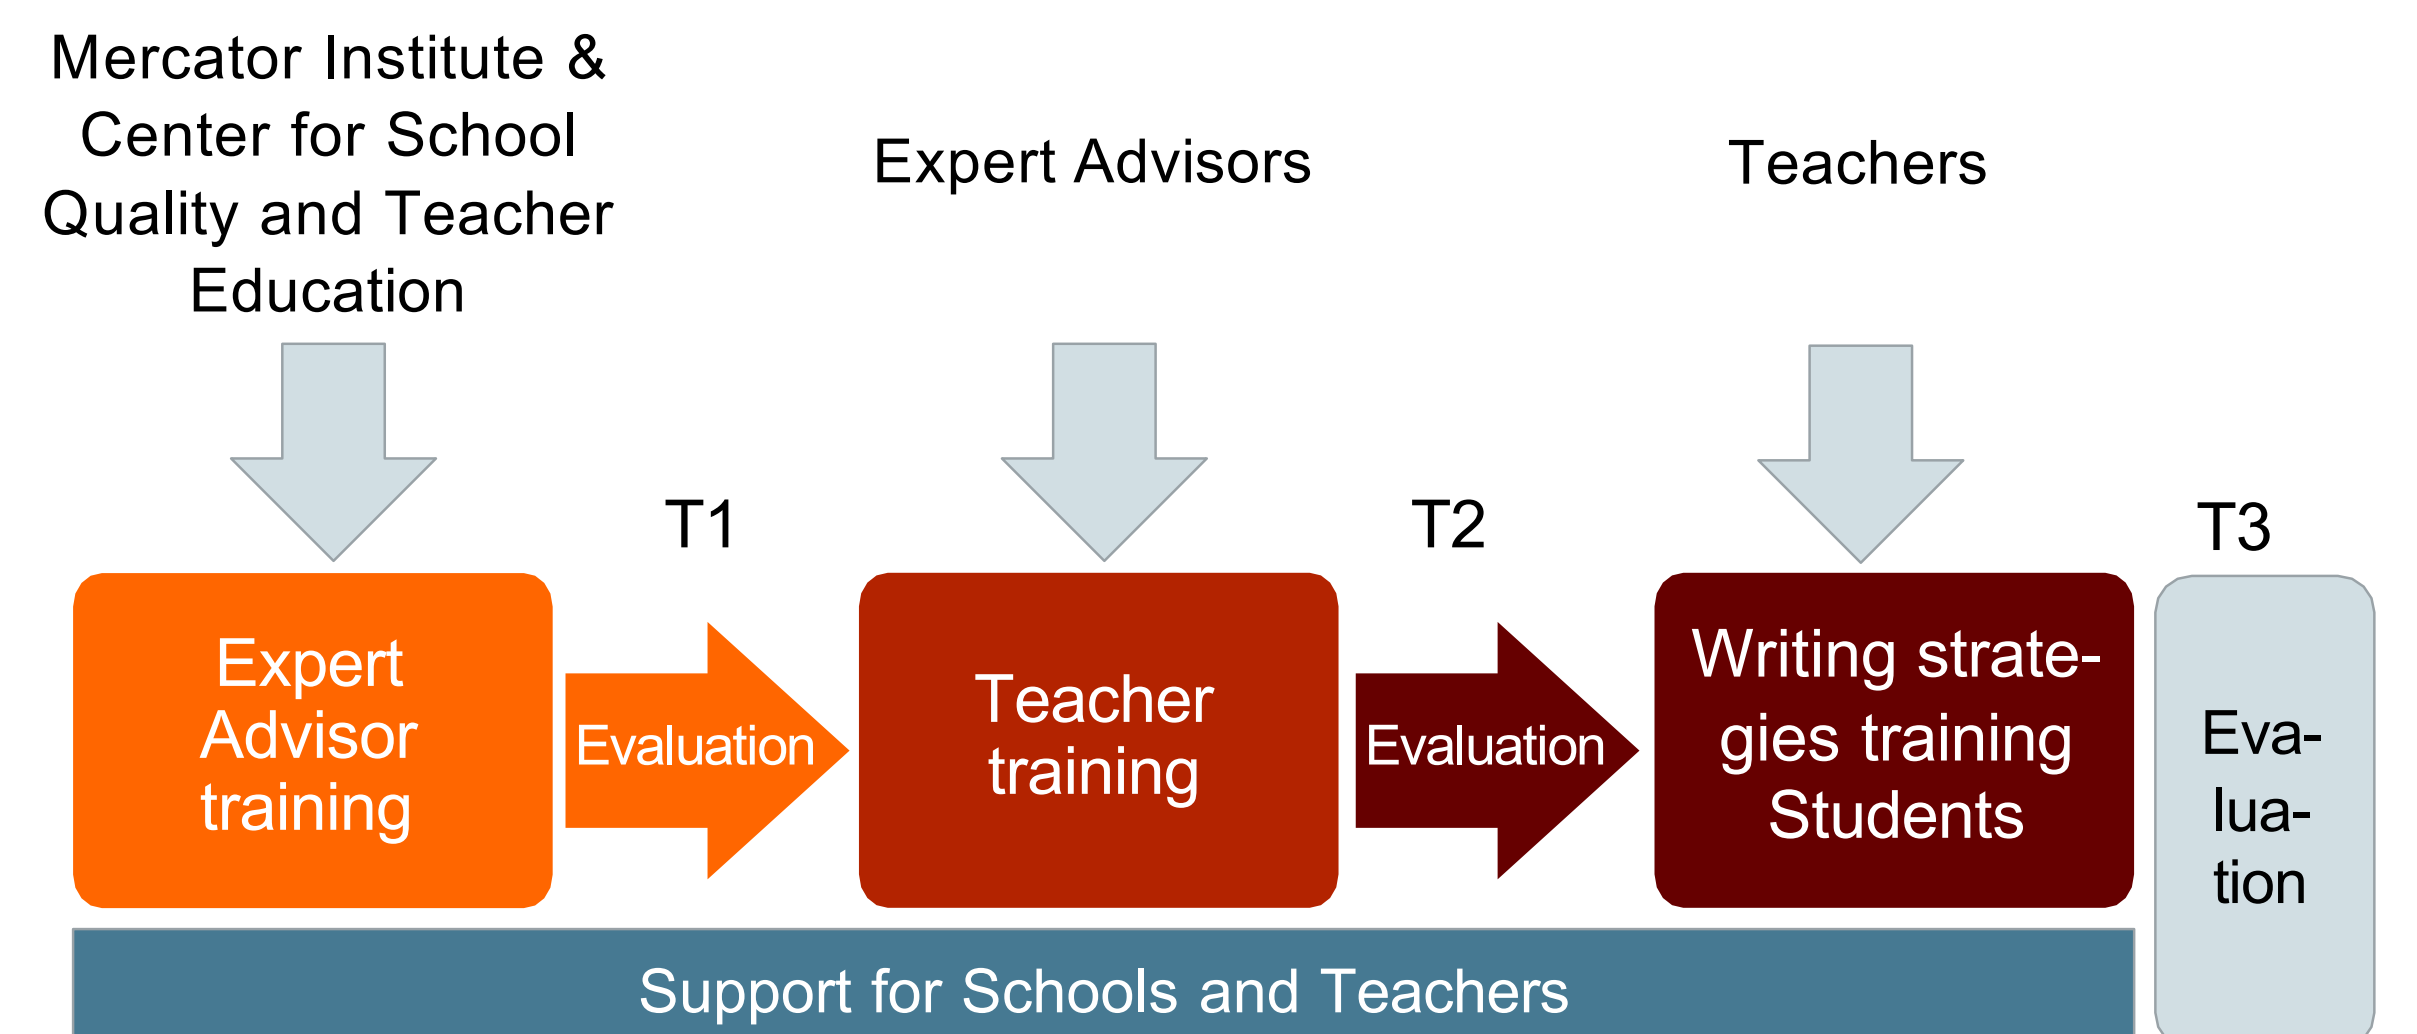 Mercator Institute &
Center for School
Quality and Teacher
Education
Expert Advisors
Teachers
T1
T2
T3
Expert
Advisor
training
Evaluation
Teacher
training
Evaluation
Writing strate-
gies training
Students
Eva-
lua-
tion
Support for Schools and Teachers